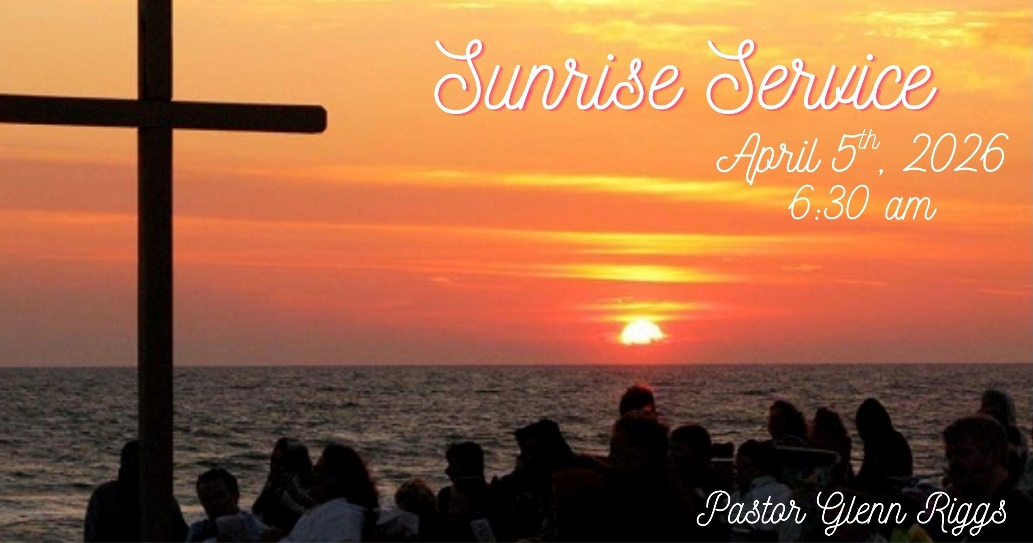 Sunrise Service
April 5th, 2026
6:30 am
Pastor Glenn Riggs